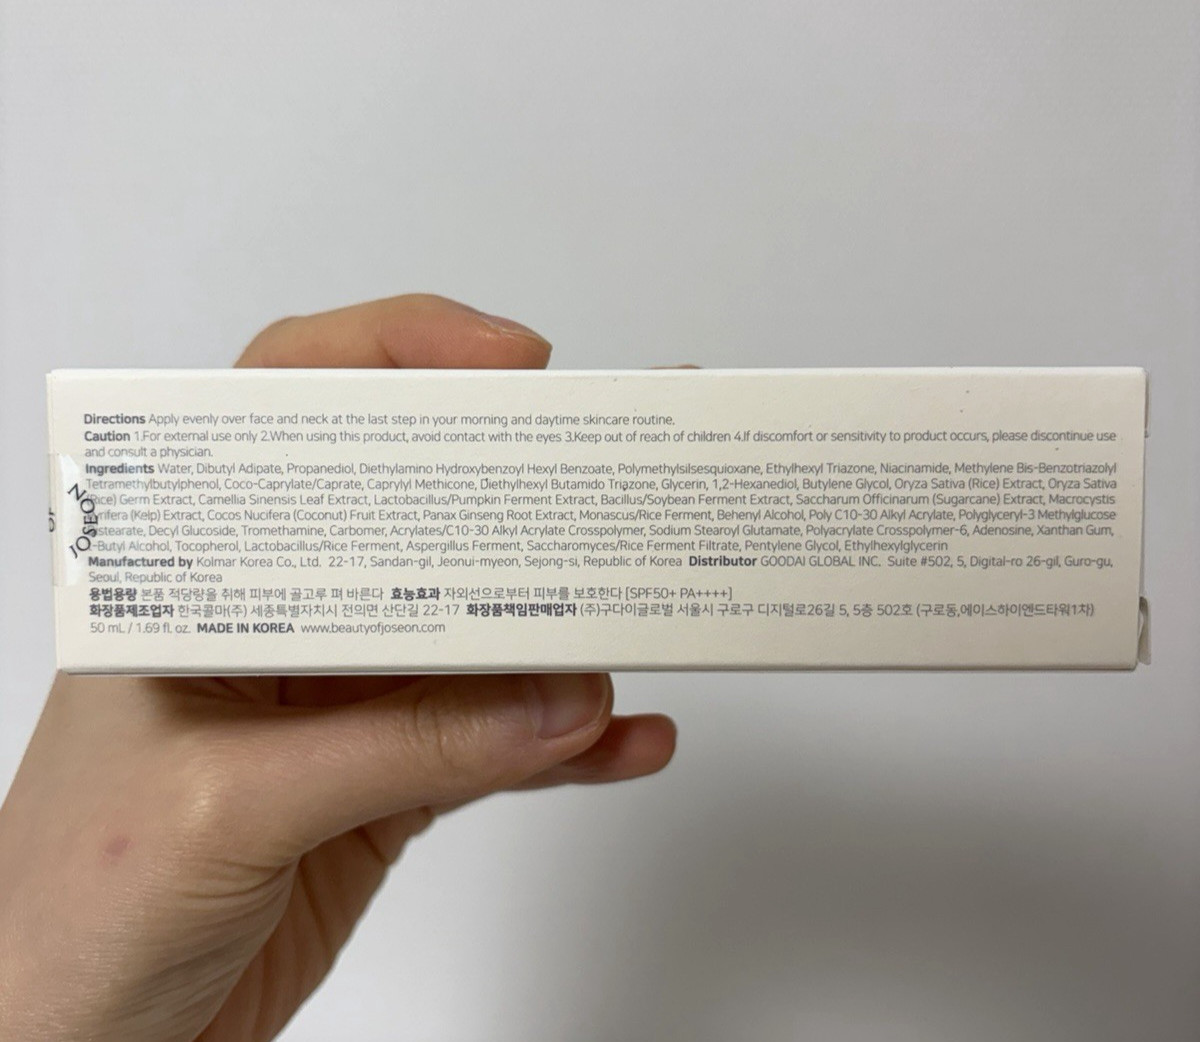 Directions Apply evenly over face and neck at the last step in your morning and daytime skincare routine.
Caution 1.For external use only 2.When using this product, avoid contact with the eyes 3.Keep out of reach of children 4.If discomfort or sensitivity to product occurs, please discontinue use
and consult a physician.
Ingredients Water, Dibutyl Adipate, Propanediol, Diethylamino Hydroxybenzoyl Hexyl Benzoate, Polymethylsilsesquioxane, Ethylhexyl Triazone, Niacinamide, Methylene Bis-Benzotriazolyl
Tetramethylbutylphenol, Coco-Caprylate/Caprate, Caprylyl Methicone, Diethylhexyl Butamido Triazone, Glycerin, 1,2-Hexanediol, Butylene Glycol, Oryza Sativa (Rice) Extract, Oryza Sativa
(Rice) Germ Extract, Camellia Sinensis Leaf Extract, Lactobacillus/Pumpkin Ferment Extract, Bacillus/Soybean Ferment Extract, Saccharum Officinarum (Sugarcane) Extract, Macrocystis
(Kelp) Extract, Cocos Nucifera (Coconut) Fruit Extract, Panax Ginseng Root Extract, Monascus/Rice Ferment, Behenyl Alcohol, Poly C10-30 Alkyl Acrylate, Polyglyceryl-3 Methylglucose
Decyl Glucoside, Tromethamine, Carbomer, Acrylates/C10-30 Alkyl Acrylate Crosspolymer, Sodium Stearoyl Glutamate, Polyacrylate Crosspolymer-6, Adenosine, Xanthan Gum,
t-Butyl Alcohol, Tocopherol, Lactobacillus/Rice Ferment, Aspergillus Ferment, Saccharomyces/Rice Ferment Filtrate, Pentylene Glycol, Ethylhexylglycerin
Manufactured by Kolmar Korea Co., Ltd. 22-17, Sandan-gil, Jeonui-myeon, Sejong-si, Republic of Korea Distributor GOODAI GLOBAL INC. Suite #502, 5, Digital-ro 26-gil, Guro-gu,
Seoul, Republic of Korea
용법용량 본품 적당량을 취해 피부에 골고루 펴 바른다 효능효과 자외선으로부터 피부를 보호한다 [SPF50+ PA++++]
화장품제조업자 한국콜마(주) 세종특별자치시 전의면 산단길 22-17 화장품책임판매업자 (주)구다이글로벌 서울시 구로구 디지털로26길 5, 5층 502호 (구로동,에이스하이엔드타워1차)
50 mL / 1.69 fl. oz. MADE IN KOREA www.beautyofjoseon.com
JOSEON